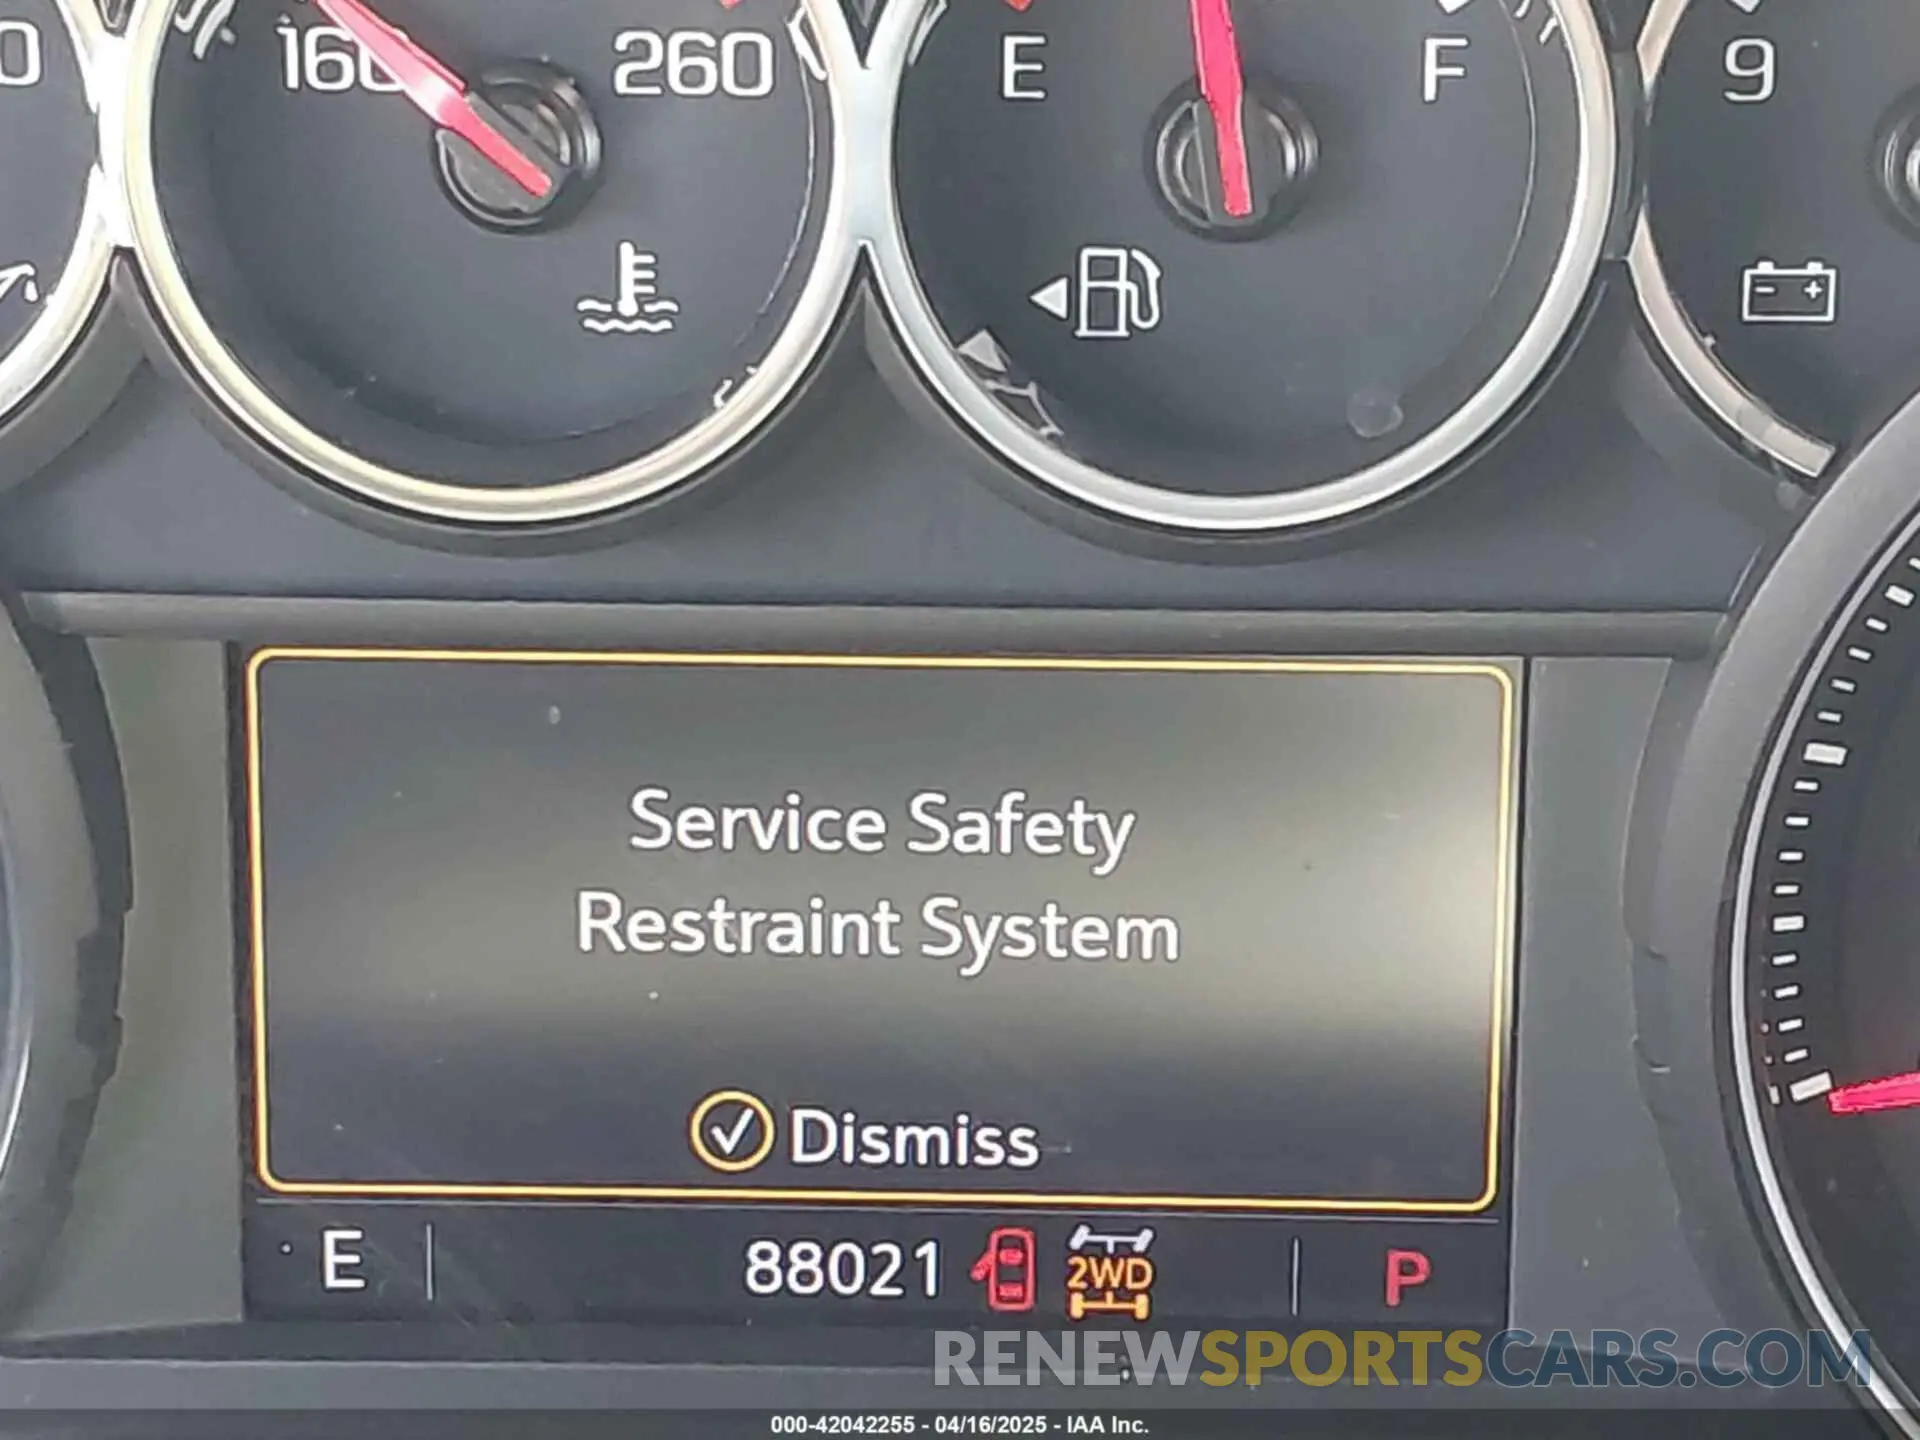 160 260 E F 9
Service Safety
Restraint System
Dismiss
E 88021 2WD P
RENEWSPORTSCARS.COM
000-42042255 - 04/16/2025 - IAA Inc.